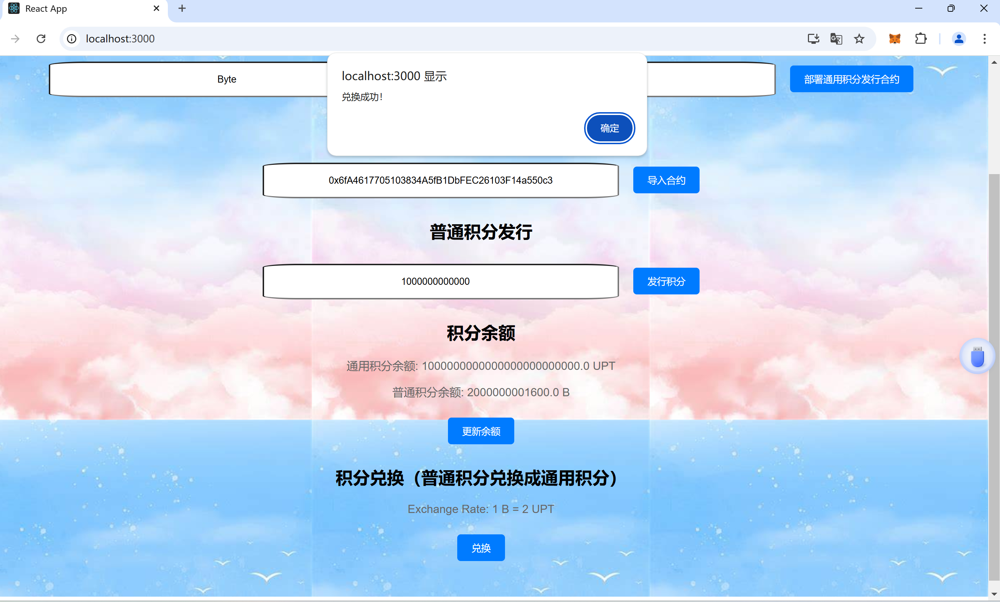 React App
localhost:3000
Byte
部署通用积分发行合约
localhost:3000 显示
兑换成功!
确定
0x6fA4617705103834A5fB1DbFEC26103F14a550c3
导入合约
普通积分发行
1000000000000
发行积分
积分余额
通用积分余额: 1000000000000000000000000.0 UPT
普通积分余额: 2000000001600.0 B
更新余额
积分兑换（普通积分兑换成通用积分）
Exchange Rate: 1 B = 2 UPT
兑换